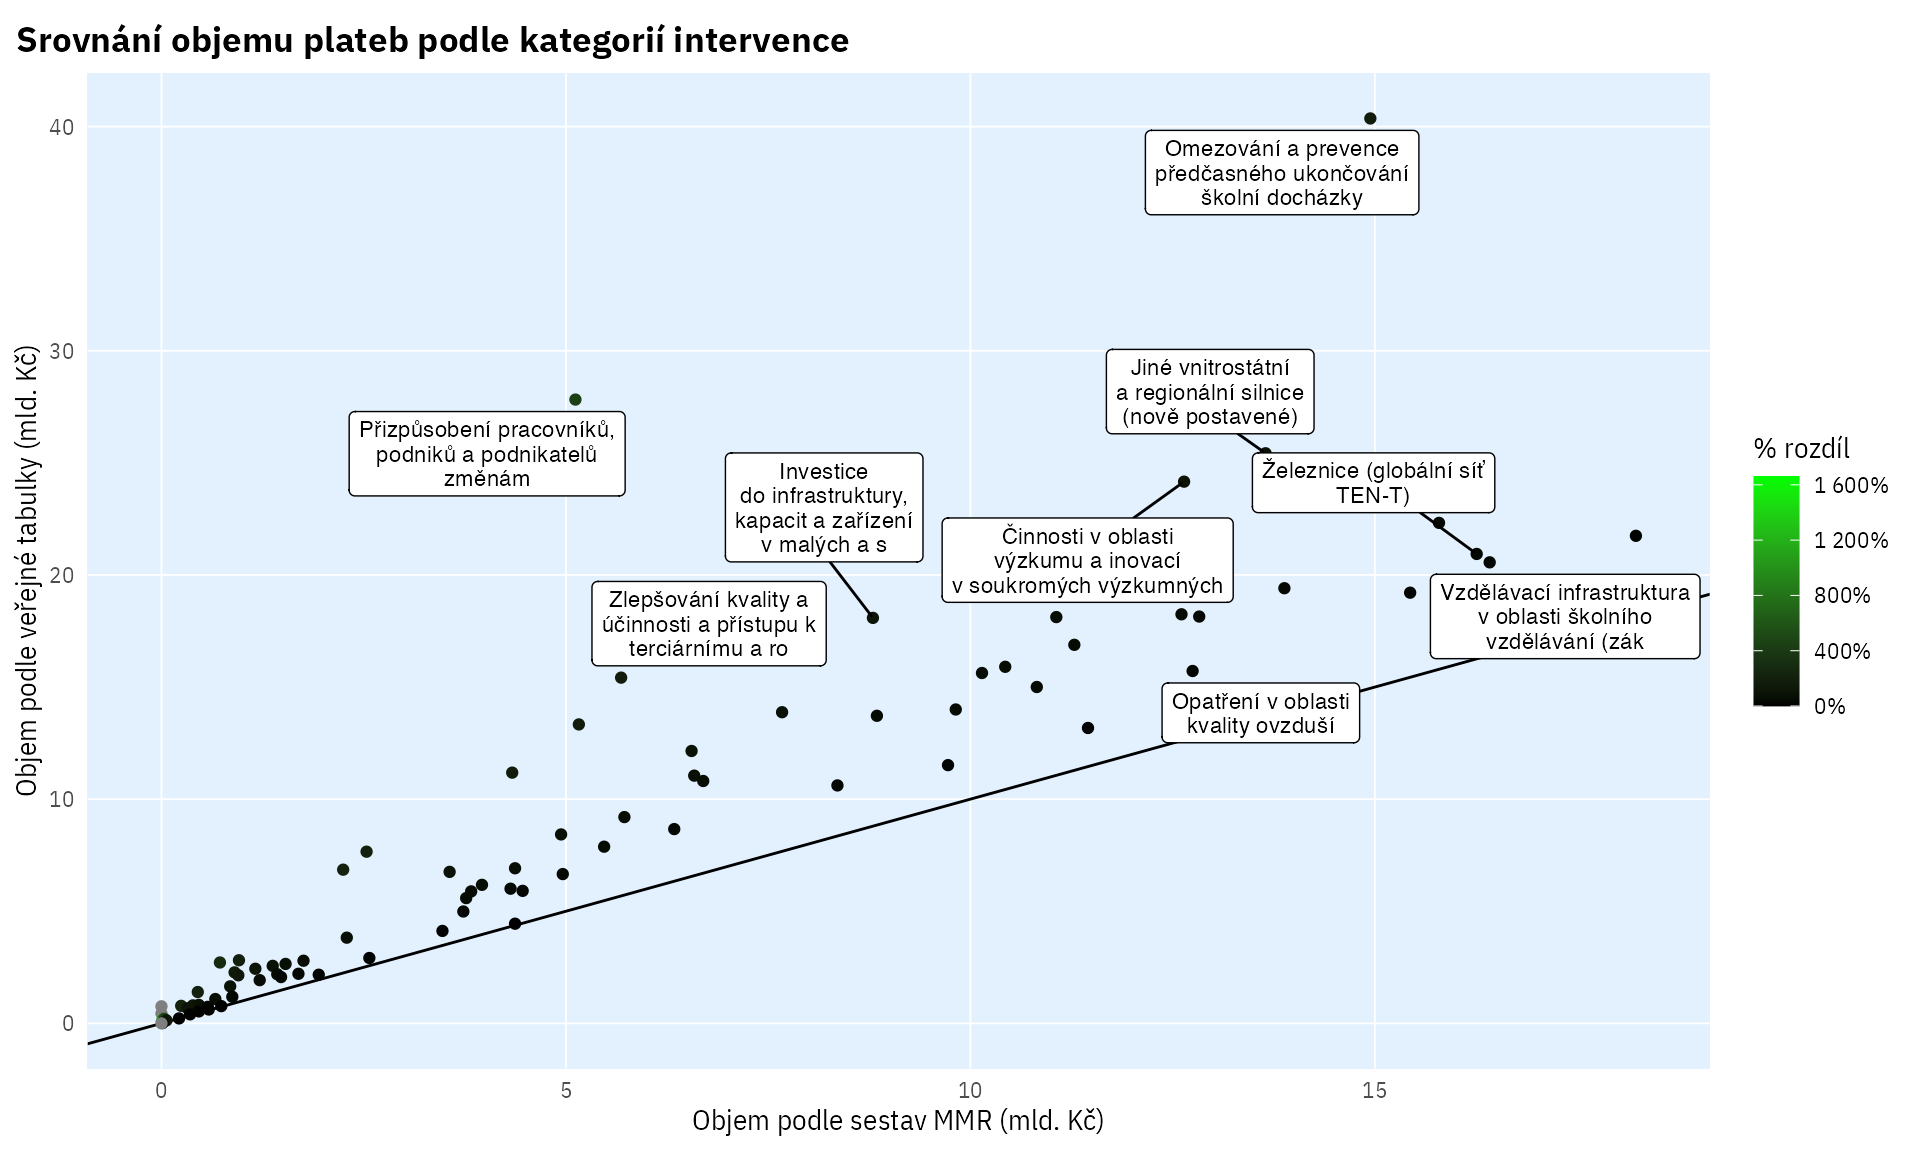 Srovnání objemu plateb podle kategorií intervence
Objem podle veřejné tabulky (mld. Kč)
40
30
20
10
0
Omezování a prevence
předčasného ukončování
školní docházky
Jiné vnitrostátní
a regionální silnice
(nově postavené)
Přizpůsobení pracovníků,
podniků a podnikatelů
změnám
Investice
do infrastruktury,
kapacit a zařízení
v malých a s
Železnice (globální síť
TEN-T)
Činnosti v oblasti
výzkumu a inovací
v soukromých výzkumných
Zlepšování kvality a
účinnosti a přístupu k
terciárnímu a ro
Vzdělávací infrastruktura
v oblasti školního
vzdělávání (zák
Opatření v oblasti
kvality ovzduší
0
5
10
15
Objem podle sestav MMR (mld. Kč)
% rozdíl
1 600%
1 200%
800%
400%
0%